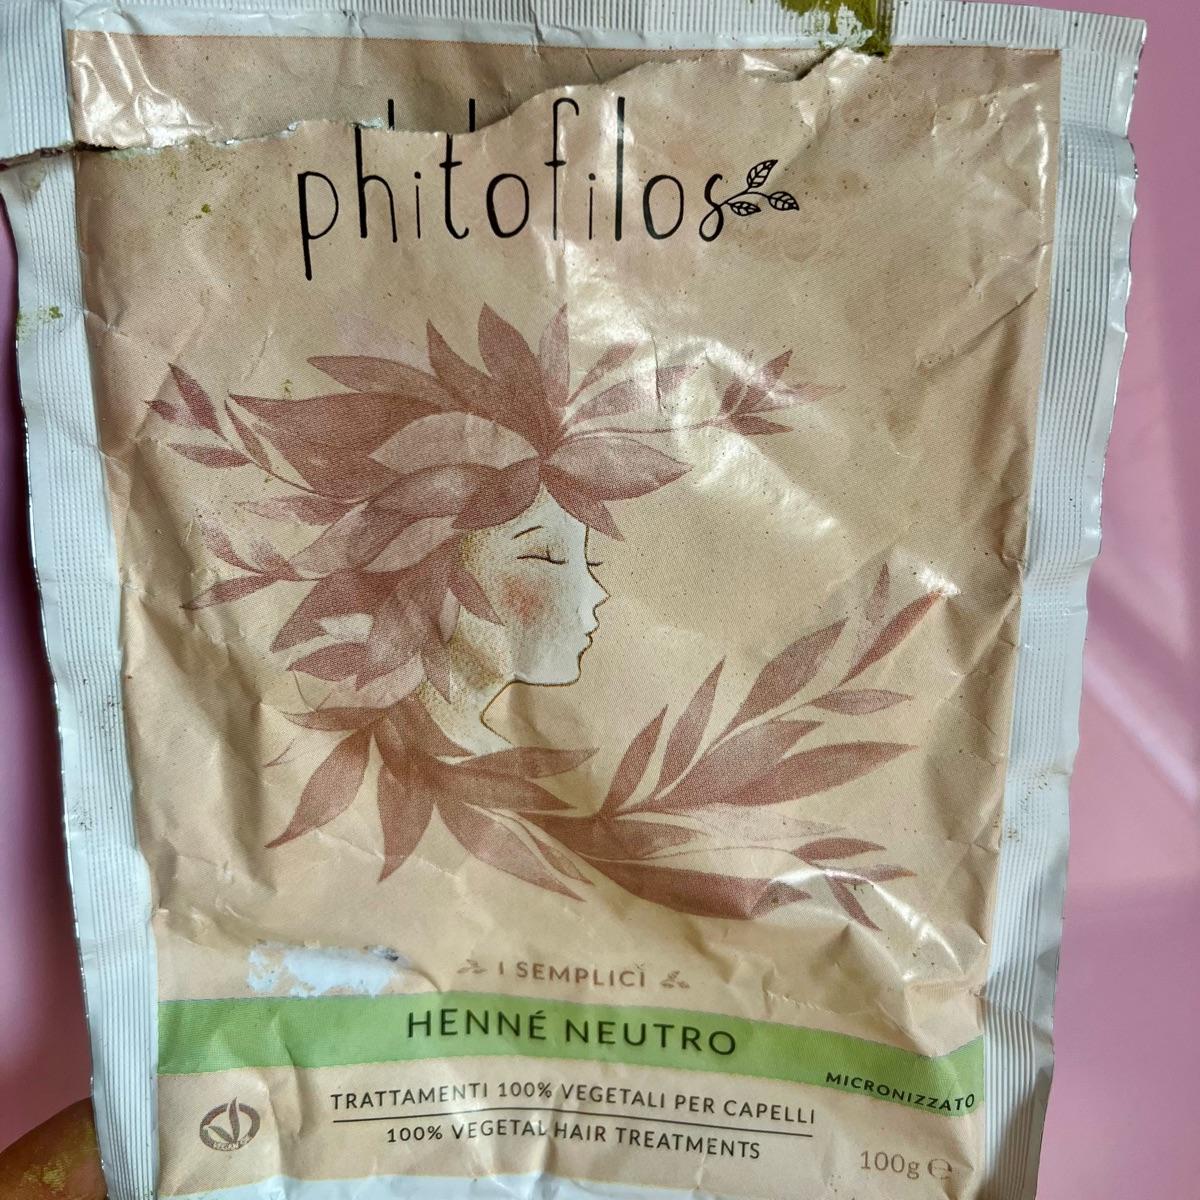 phitofilos
I SEMPLICI
HENNÉ NEUTRO
MICRONIZZATO
TRATTAMENTI 100% VEGETALI PER CAPELLI
100% VEGETAL HAIR TREATMENTS
100g ℮